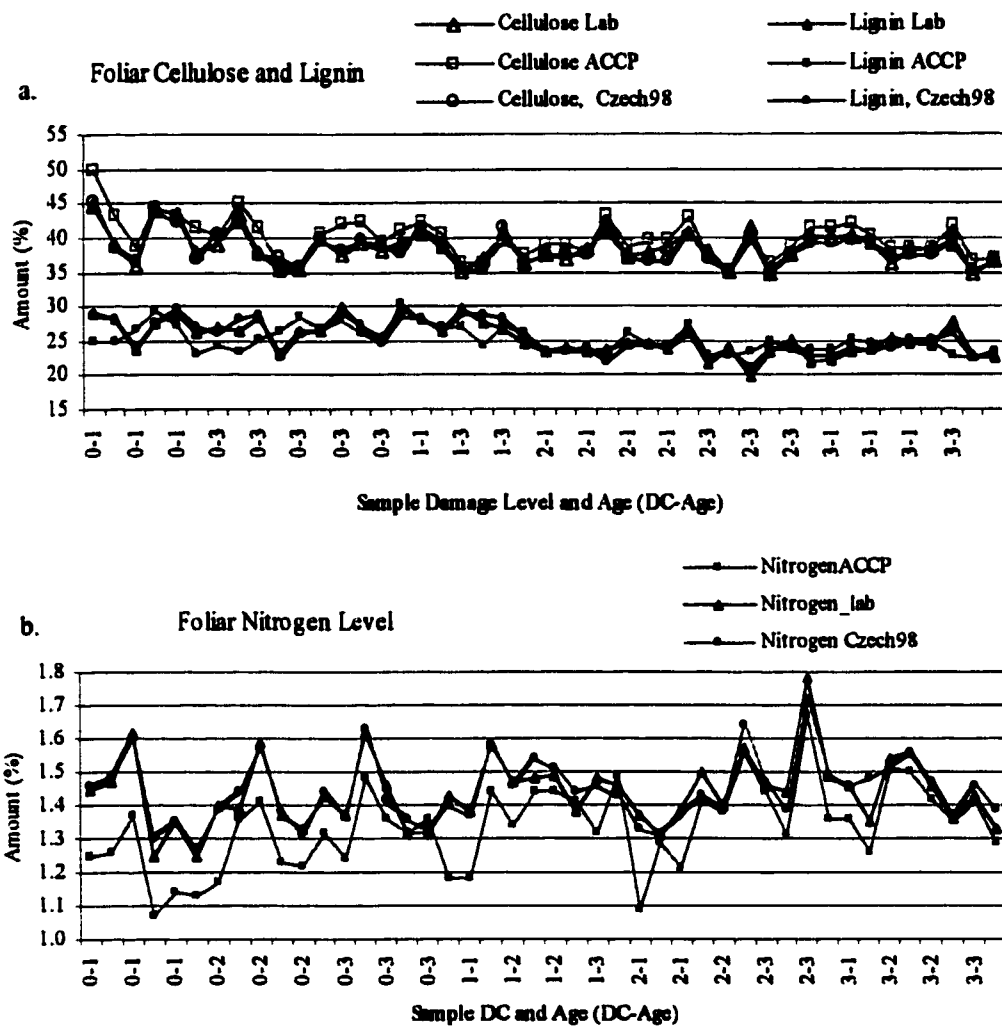 Cellulose Lab
Lignin Lab
Cellulose ACCP
Lignin ACCP
Cellulose, Czech98
Lignin, Czech98
Foliar Cellulose and Lignin
a.
55
50
45
40
35
30
25
20
15
Amount (%)
0-1 0-1 0-1 0-2 0-3 0-3 0-3 1-1 1-3 1-3 2-1 2-1 2-1 2-2 2-3 2-3 3-1 3-1 3-3 3-3
Sample Damage Level and Age (DC-Age)
NitrogenACCP
Nitrogen_lab
Nitrogen Czech98
b.
Foliar Nitrogen Level
1.8
1.7
1.6
1.5
1.4
1.3
1.2
1.1
1.0
Amount (%)
0-1 0-1 0-1 0-2 0-2 0-3 0-3 0-3 1-1 1-2 1-2 1-3 2-1 2-1 2-2 2-2 2-3 3-1 3-1 3-2 3-3
Sample DC and Age (DC-Age)